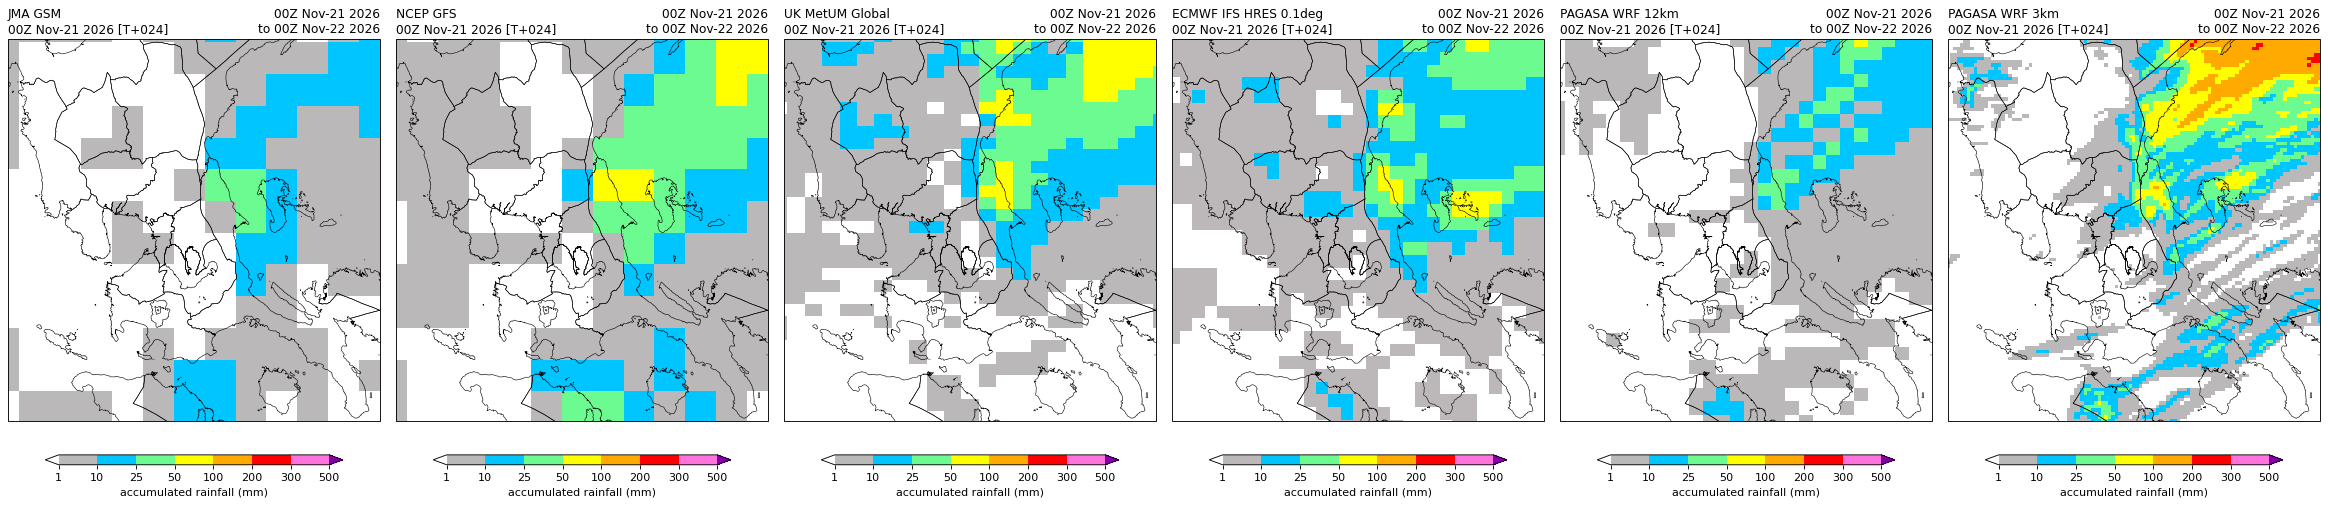 JMA GSM
00Z Nov-21 2026 [T+024]
00Z Nov-21 2026
to 00Z Nov-22 2026
1 10 25 50 100 200 300 500
accumulated rainfall (mm)
NCEP GFS
00Z Nov-21 2026 [T+024]
00Z Nov-21 2026
to 00Z Nov-22 2026
1 10 25 50 100 200 300 500
accumulated rainfall (mm)
UK MetUM Global
00Z Nov-21 2026 [T+024]
00Z Nov-21 2026
to 00Z Nov-22 2026
1 10 25 50 100 200 300 500
accumulated rainfall (mm)
ECMWF IFS HRES 0.1deg
00Z Nov-21 2026 [T+024]
00Z Nov-21 2026
to 00Z Nov-22 2026
1 10 25 50 100 200 300 500
accumulated rainfall (mm)
PAGASA WRF 12km
00Z Nov-21 2026 [T+024]
00Z Nov-21 2026
to 00Z Nov-22 2026
1 10 25 50 100 200 300 500
accumulated rainfall (mm)
PAGASA WRF 3km
00Z Nov-21 2026 [T+024]
00Z Nov-21 2026
to 00Z Nov-22 2026
1 10 25 50 100 200 300 500
accumulated rainfall (mm)